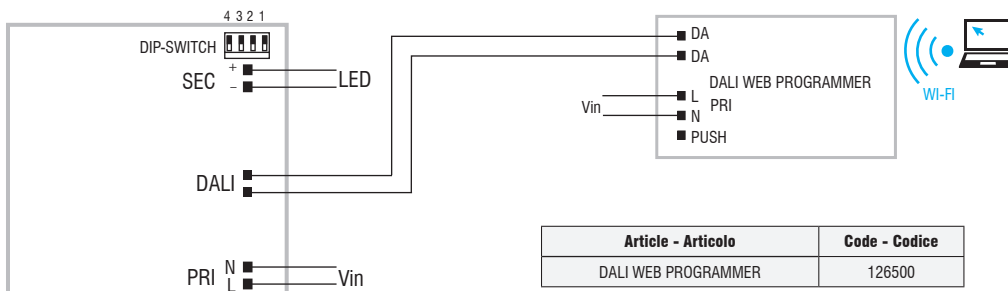 4 3 2 1
DIP-SWITCH
SEC
+
–
LED
DALI
PRI
N
L
Vin
DA
DA
DALI WEB PROGRAMMER
Vin
L
PRI
N
PUSH
WI-FI
Article - Articolo Code - Codice
DALI WEB PROGRAMMER 126500